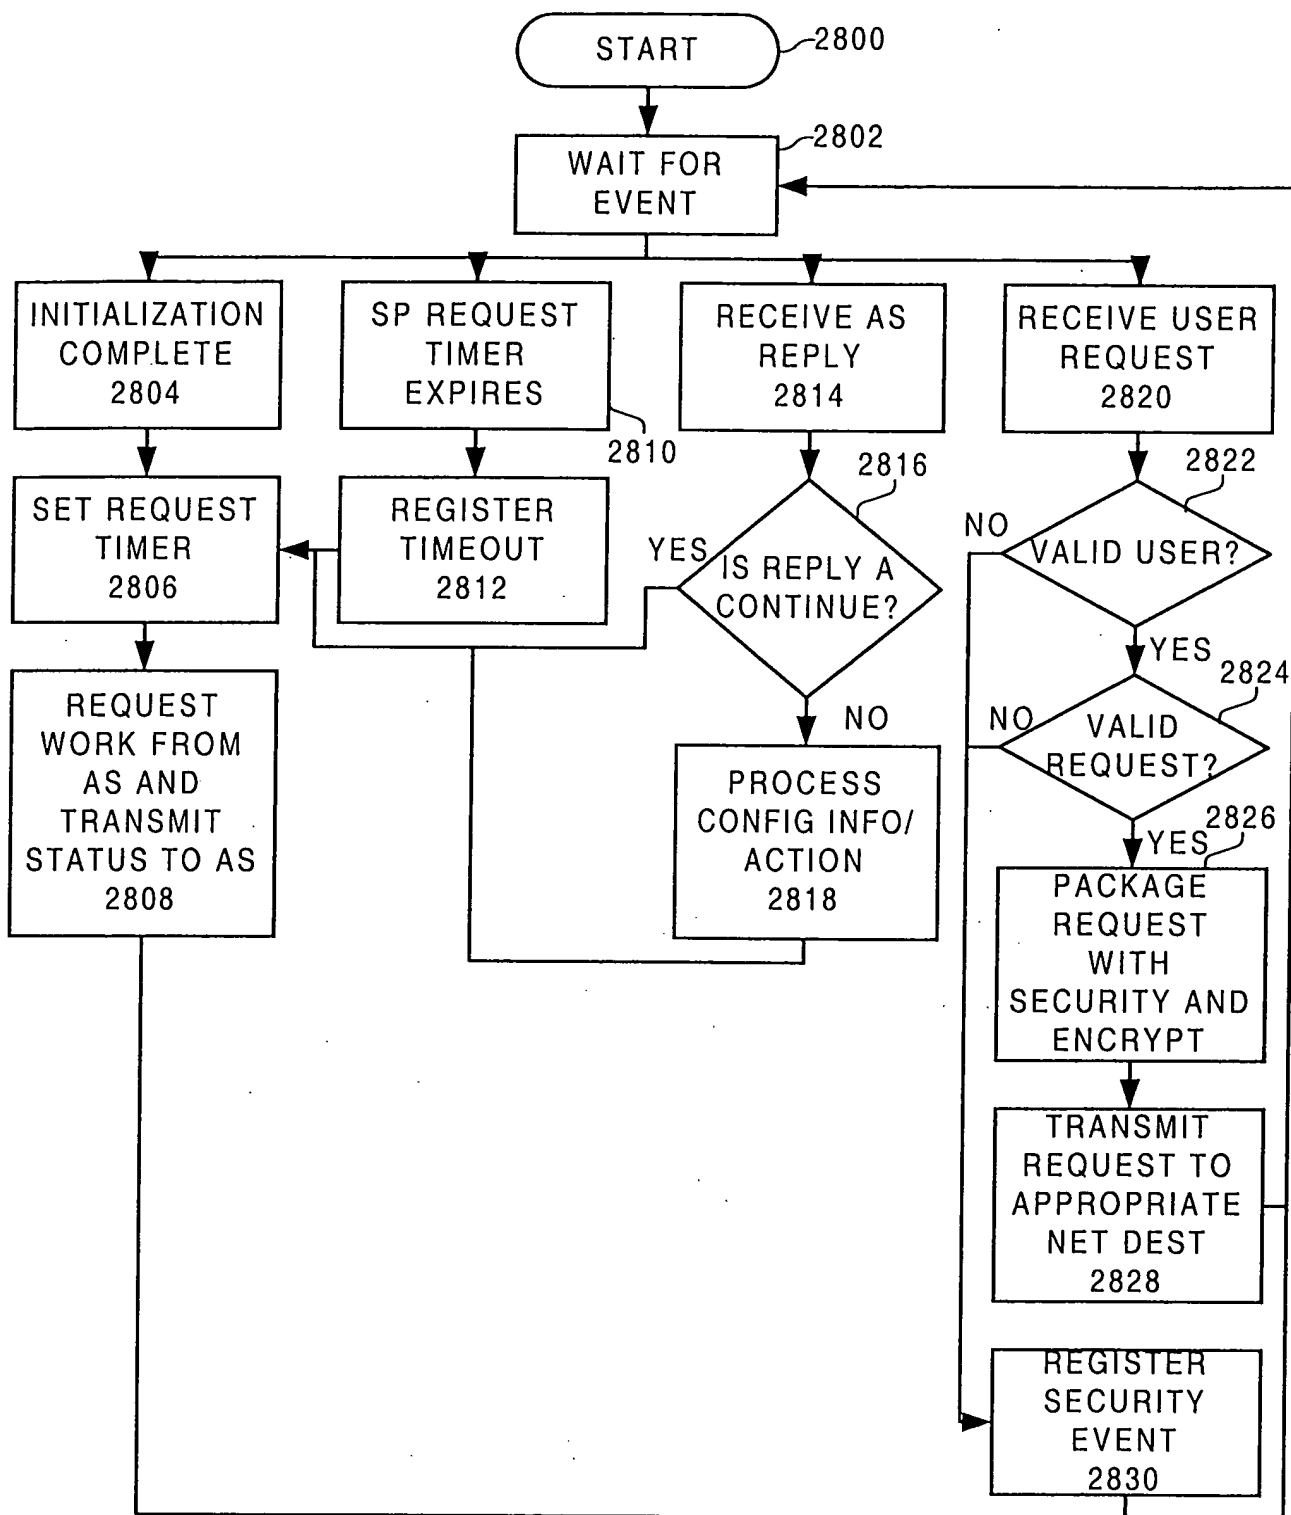 START
2800
WAIT FOR
EVENT
2802
INITIALIZATION
COMPLETE
2804
SP REQUEST
TIMER
EXPIRES
2810
RECEIVE AS
REPLY
2814
RECEIVE USER
REQUEST
2820
SET REQUEST
TIMER
2806
REGISTER
TIMEOUT
2812
2816
YES
IS REPLY A
CONTINUE?
NO
2822
NO
VALID USER?
YES
2824
NO
VALID
REQUEST?
YES
2826
REQUEST
WORK FROM
AS AND
TRANSMIT
STATUS TO AS
2808
PROCESS
CONFIG INFO/
ACTION
2818
PACKAGE
REQUEST
WITH
SECURITY AND
ENCRYPT
TRANSMIT
REQUEST TO
APPROPRIATE
NET DEST
2828
REGISTER
SECURITY
EVENT
2830